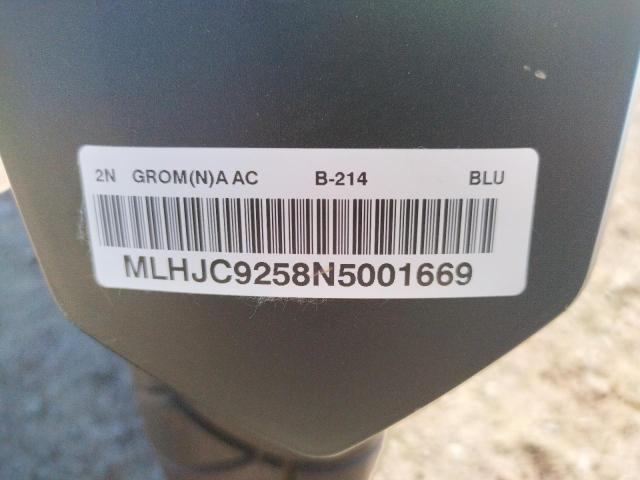 2N GROM(N)A AC B-214 BLU
MLHJC9258N5001669